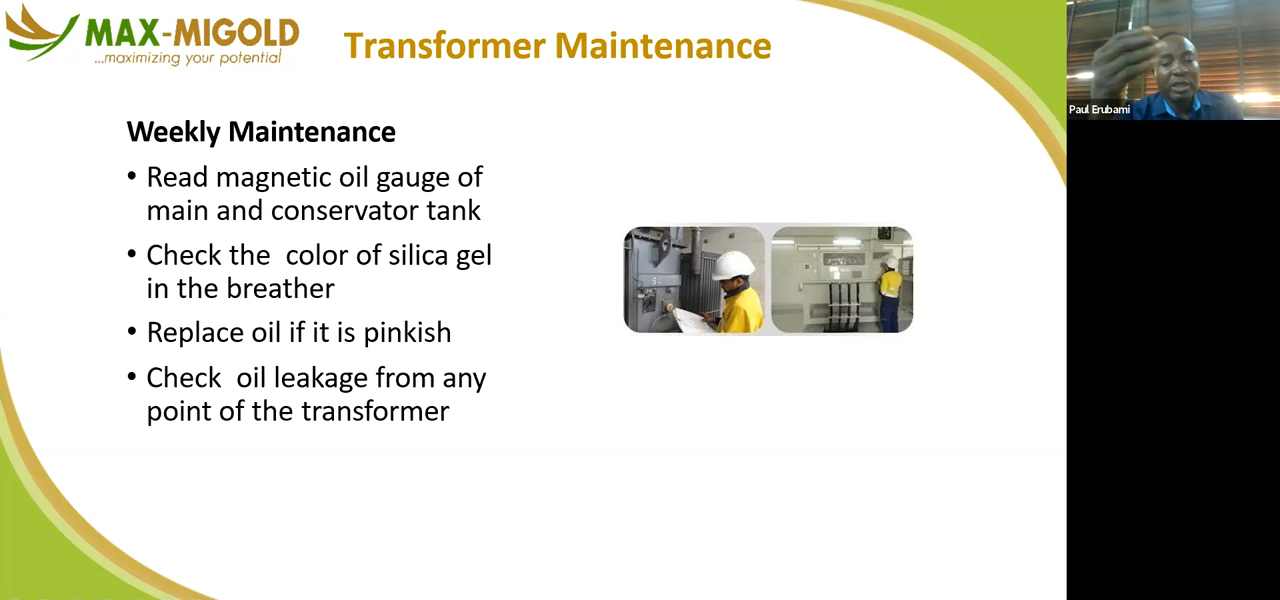 MAX-MIGOLD
...maximizing your potential
Transformer Maintenance
Weekly Maintenance
• Read magnetic oil gauge of
main and conservator tank
• Check the  color of silica gel
in the breather
• Replace oil if it is pinkish
• Check  oil leakage from any
point of the transformer
Paul Erubami